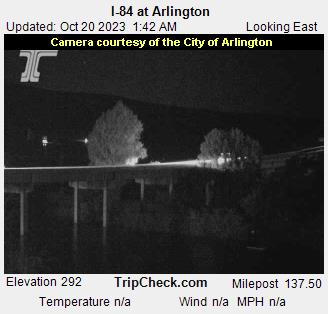 I-84 at Arlington
Updated: Oct 20 2023 1:42 AM Looking East
Camera courtesy of the City of Arlington
Elevation 292 TripCheck.com Milepost 137.50
Temperature n/a Wind n/a MPH n/a